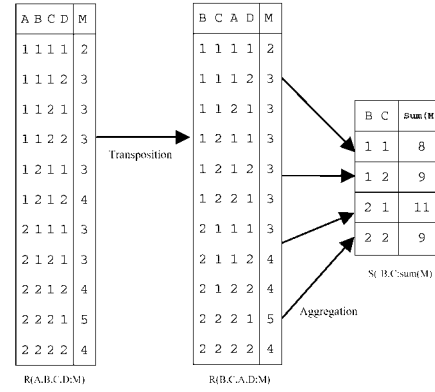 A B C D M
1 1 1 1 2
1 1 1 2 3
1 1 2 1 3
1 1 2 2 3
1 2 1 1 3
1 2 1 2 4
2 1 1 1 3
2 1 2 1 3
2 2 1 2 4
2 2 2 1 5
2 2 2 2 4
R(A.B.C.D:M)
Transposition
B C A D M
1 1 1 1 2
1 1 1 2 3
1 1 2 1 3
1 2 1 1 3
1 2 1 2 3
1 2 2 1 3
2 1 1 1 3
2 1 1 2 4
2 1 2 2 4
2 2 2 1 5
2 2 2 2 4
R(B.C.A.D:M)
Aggregation
B C Sum(M
1 1 8
1 2 9
2 1 11
2 2 9
S( B.C:sum(M)